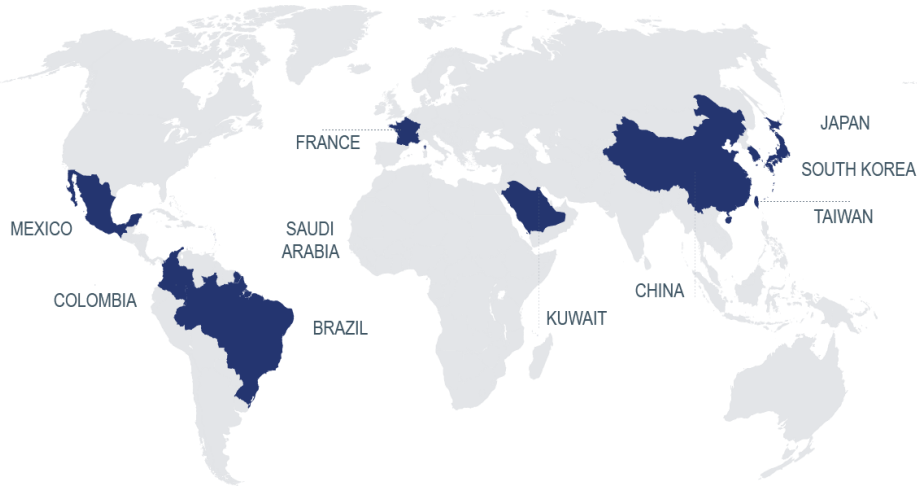 JAPAN
FRANCE
SOUTH KOREA
TAIWAN
MEXICO
SAUDI
ARABIA
CHINA
COLOMBIA
KUWAIT
BRAZIL